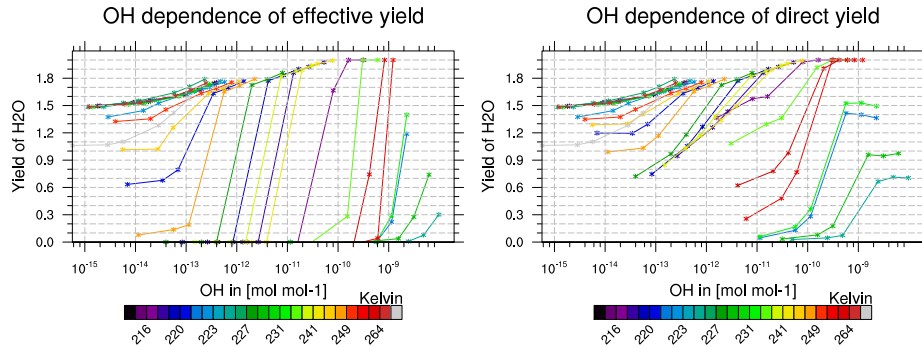 OH dependence of effective yield
Yield of H2O
1.8
1.5
1.2
0.9
0.6
0.3
0.0
10-15 10-14 10-13 10-12 10-11 10-10 10-9
OH in [mol mol-1]
Kelvin
216 220 223 227 231 241 249 264
OH dependence of direct yield
Yield of H2O
1.8
1.5
1.2
0.9
0.6
0.3
0.0
10-15 10-14 10-13 10-12 10-11 10-10 10-9
OH in [mol mol-1]
Kelvin
216 220 223 227 231 241 249 264